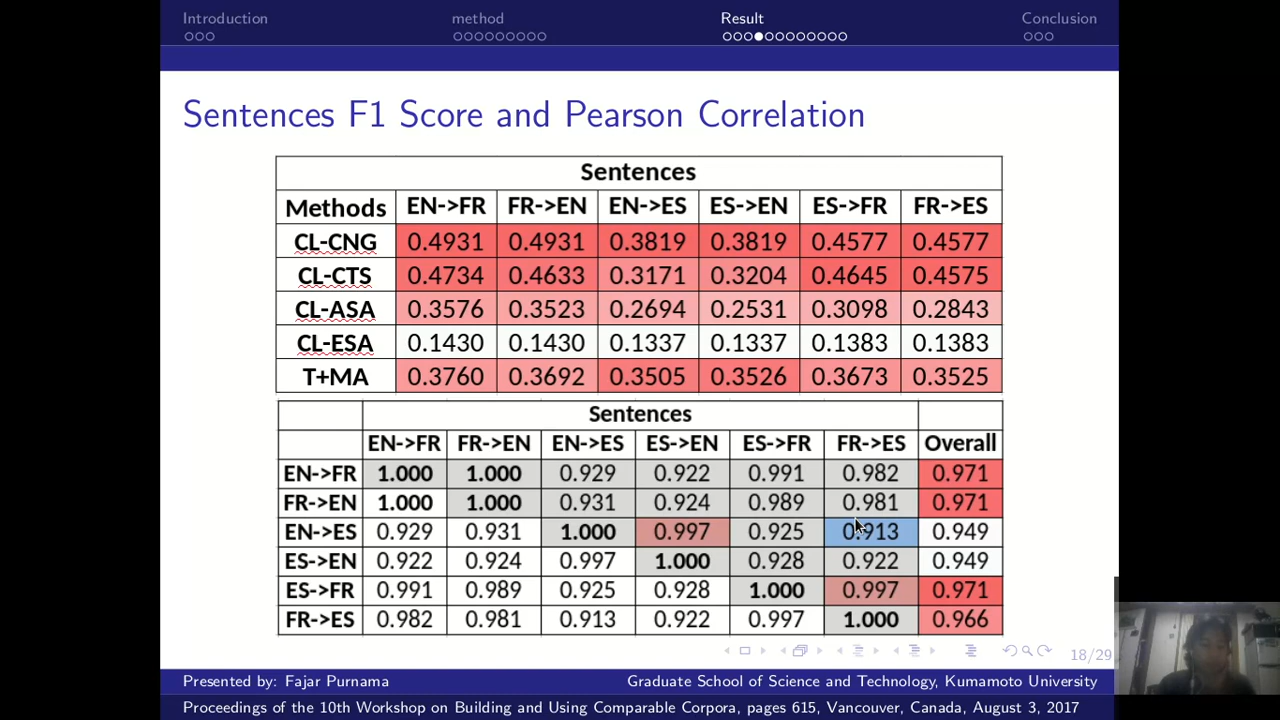 Introduction method Result Conclusion
Sentences F1 Score and Pearson Correlation
Sentences
Methods EN->FR FR->EN EN->ES ES->EN ES->FR FR->ES
CL-CNG 0.4931 0.4931 0.3819 0.3819 0.4577 0.4577
CL-CTS 0.4734 0.4633 0.3171 0.3204 0.4645 0.4575
CL-ASA 0.3576 0.3523 0.2694 0.2531 0.3098 0.2843
CL-ESA 0.1430 0.1430 0.1337 0.1337 0.1383 0.1383
T+MA 0.3760 0.3692 0.3505 0.3526 0.3673 0.3525
Sentences
EN->FR FR->EN EN->ES ES->EN ES->FR FR->ES Overall
EN->FR 1.000 1.000 0.929 0.922 0.991 0.982 0.971
FR->EN 1.000 1.000 0.931 0.924 0.989 0.981 0.971
EN->ES 0.929 0.931 1.000 0.997 0.925 0.913 0.949
ES->EN 0.922 0.924 0.997 1.000 0.928 0.922 0.949
ES->FR 0.991 0.989 0.925 0.928 1.000 0.997 0.971
FR->ES 0.982 0.981 0.913 0.922 0.997 1.000 0.966
18/29
Presented by: Fajar Purnama Graduate School of Science and Technology, Kumamoto University
Proceedings of the 10th Workshop on Building and Using Comparable Corpora, pages 615, Vancouver, Canada, August 3, 2017